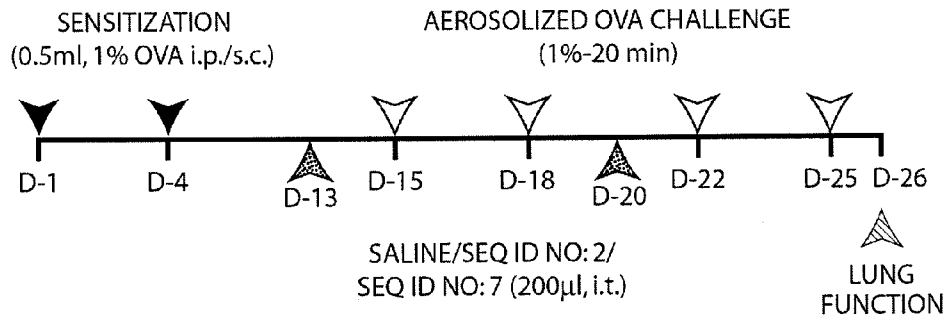 SENSITIZATION
(0.5ml, 1% OVA i.p./s.c.)
AEROSOLIZED OVA CHALLENGE
(1%-20 min)
D-1
D-4
D-13
D-15
D-18
D-20
D-22
D-25
D-26
SALINE/SEQ ID NO: 2/
SEQ ID NO: 7 (200µl, i.t.)
LUNG
FUNCTION